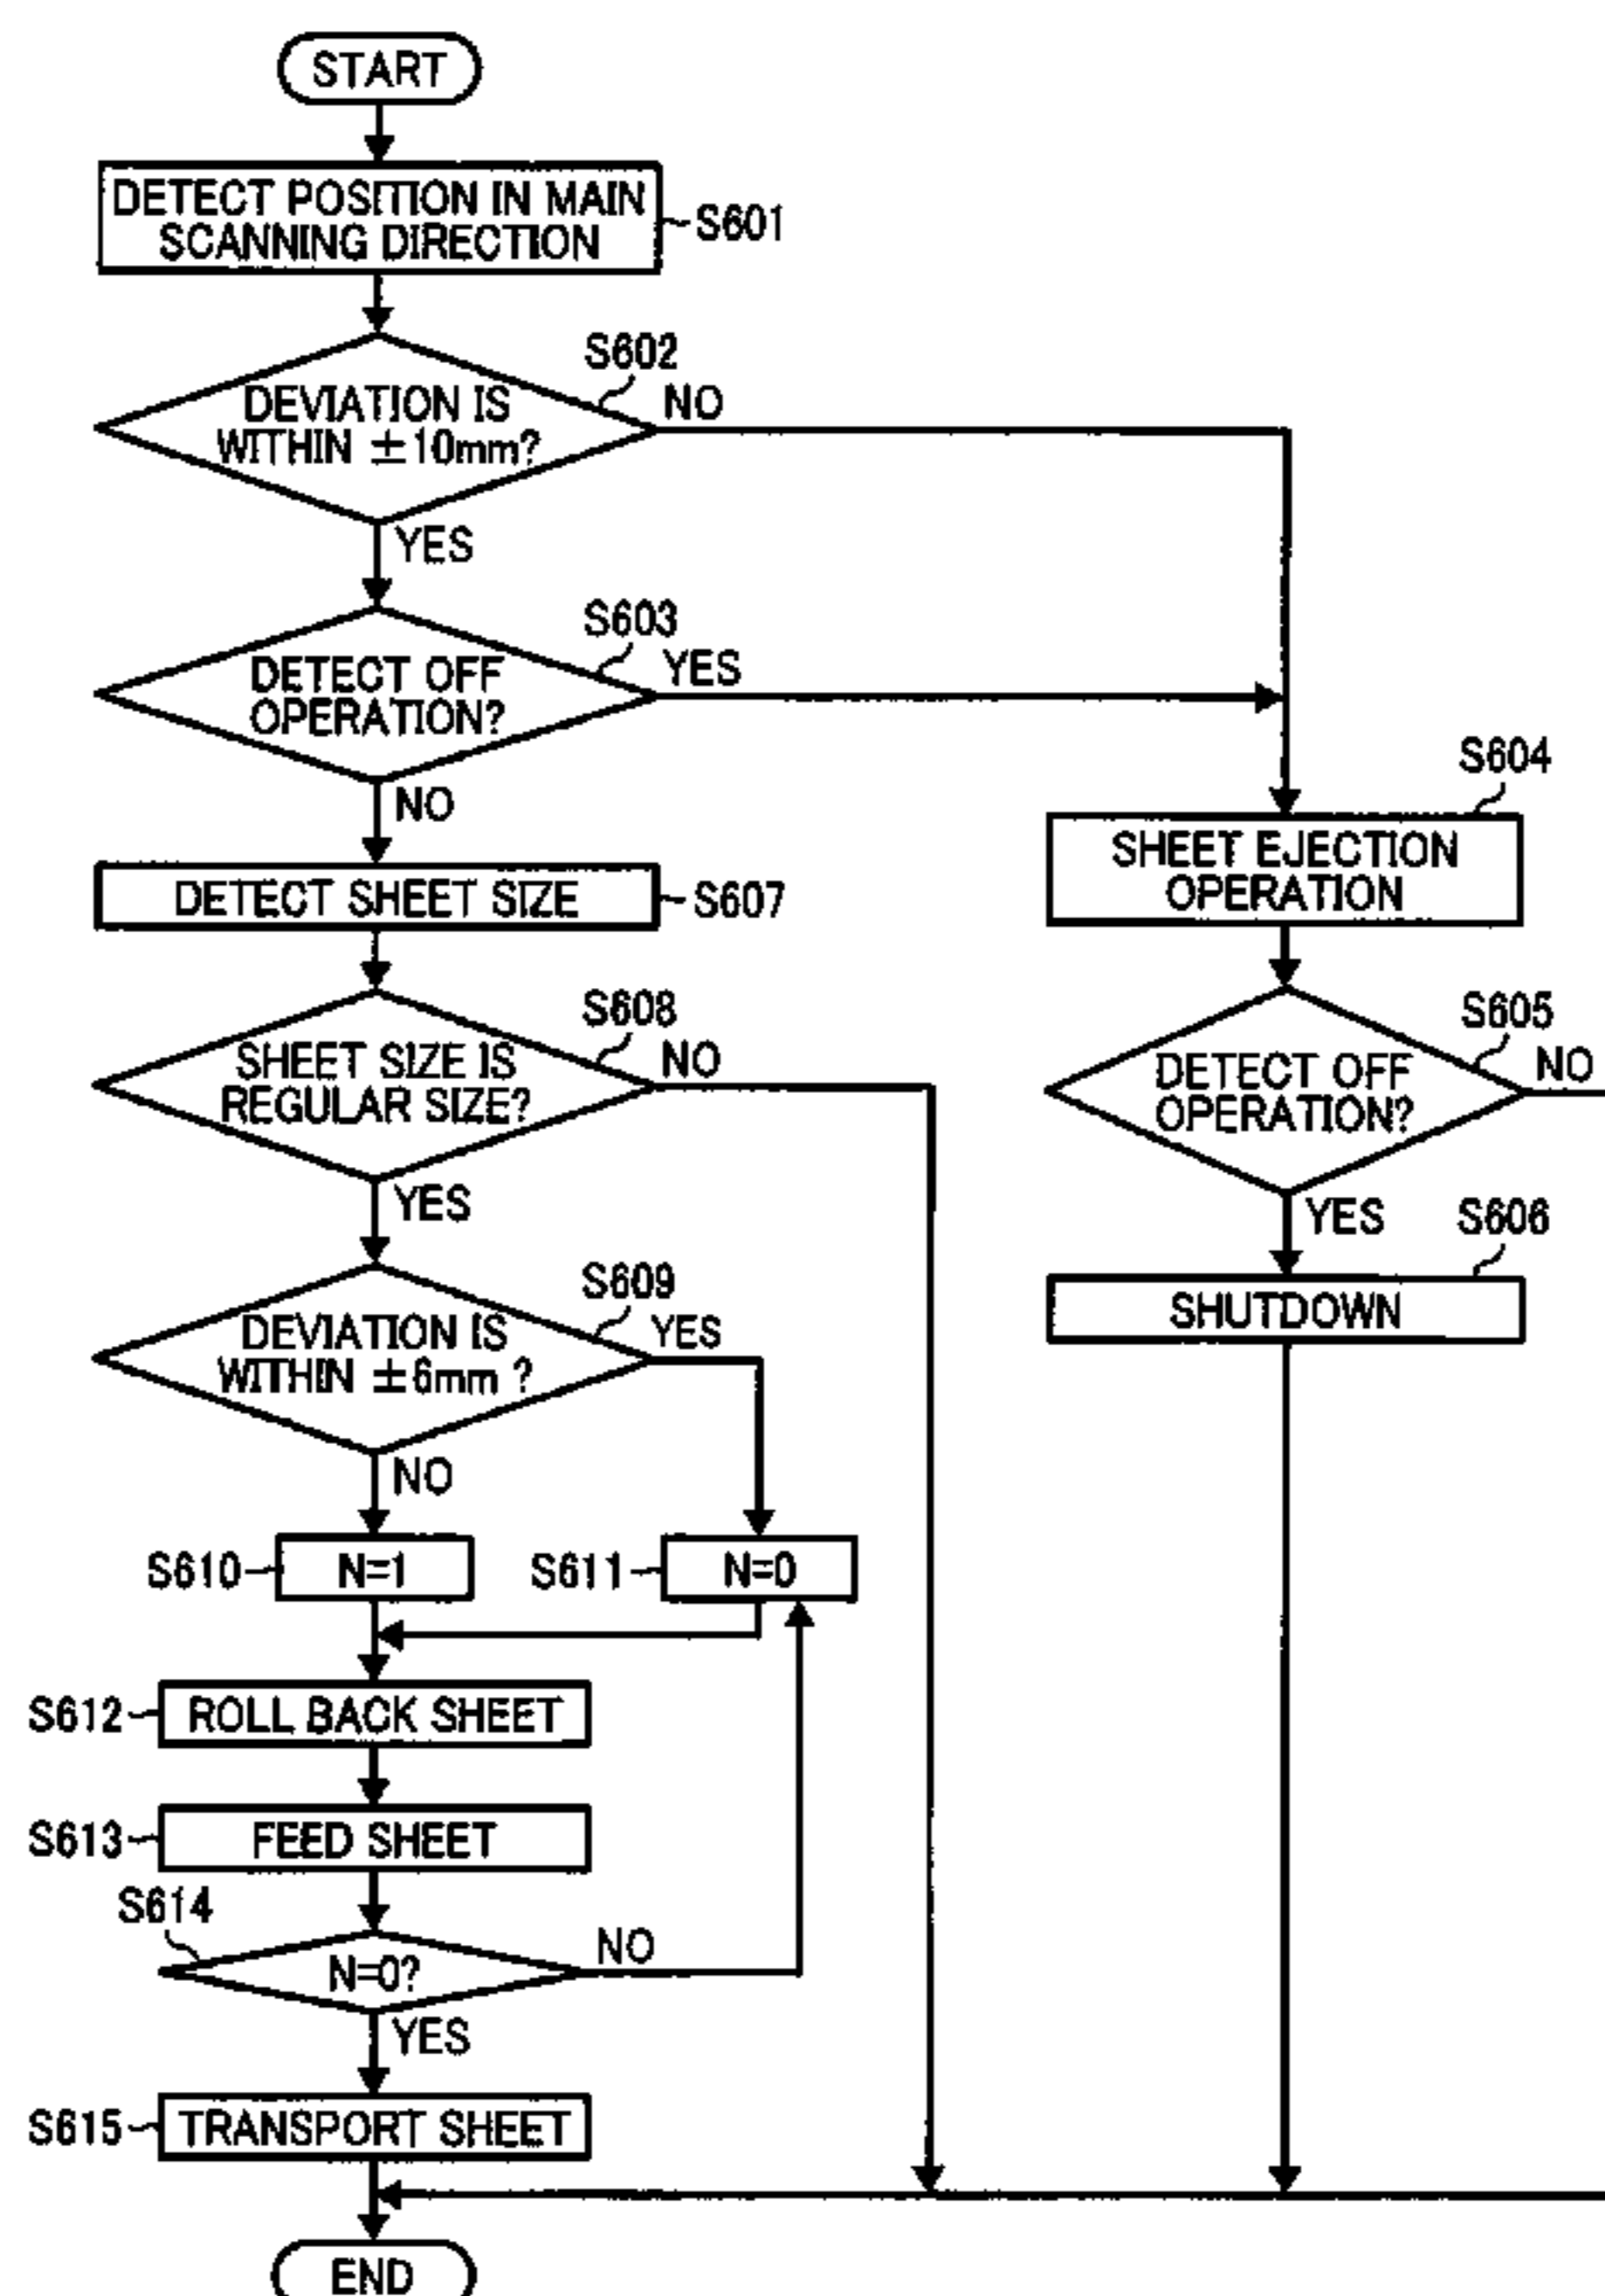 START
DETECT POSITION IN MAIN
SCANNING DIRECTION
S601
S602
DEVIATION IS
WITHIN ±10mm?
NO
YES
S603
DETECT OFF
OPERATION?
YES
NO
S604
SHEET EJECTION
OPERATION
DETECT SHEET SIZE
S607
S608
SHEET SIZE IS
REGULAR SIZE?
NO
YES
S605
DETECT OFF
OPERATION?
NO
YES
S606
SHUTDOWN
S609
DEVIATION IS
WITHIN ±6mm ?
YES
NO
S610
N=1
S611
N=0
S612
ROLL BACK SHEET
S613
FEED SHEET
S614
N=0?
NO
YES
S615
TRANSPORT SHEET
END